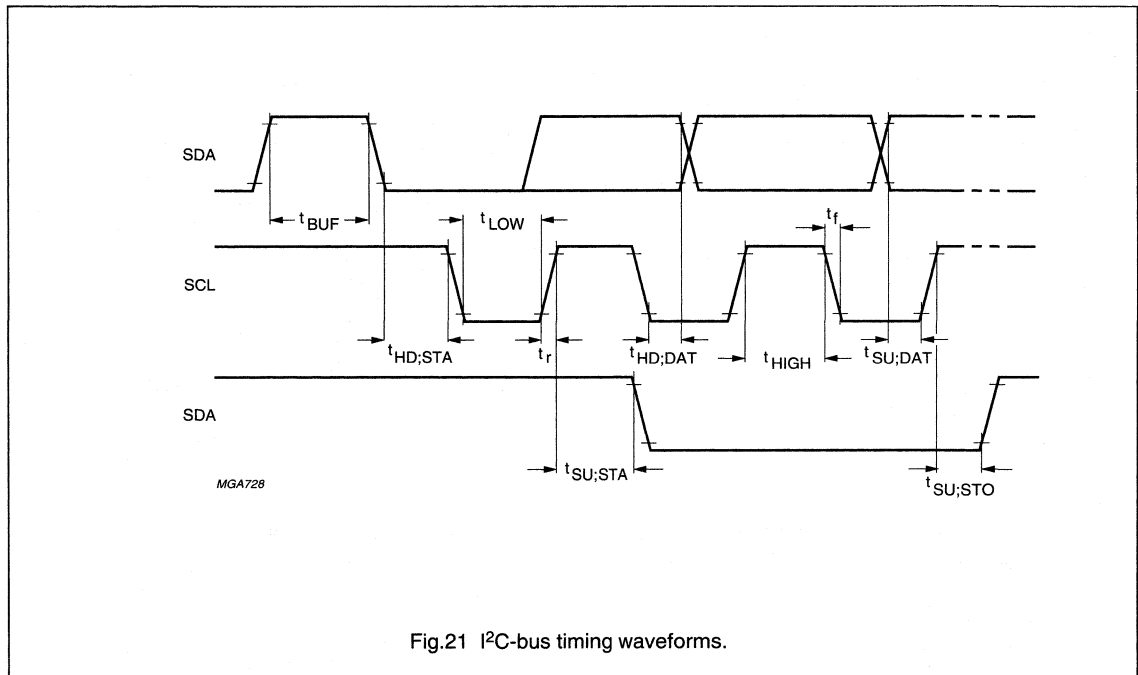 SDA
t BUF
t LOW
t f
SCL
t HD;STA
t r
t HD;DAT
t HIGH
t SU;DAT
SDA
t SU;STA
t SU;STO
MGA728
Fig.21 I²C-bus timing waveforms.